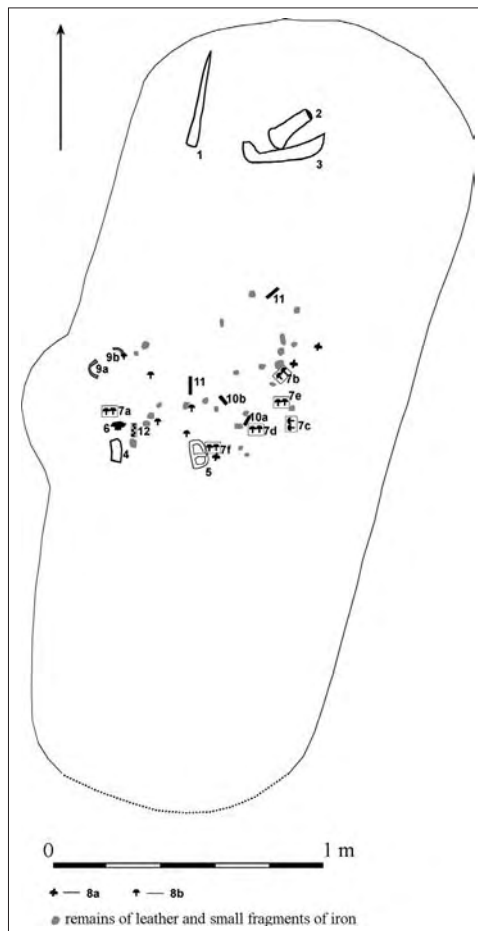 1
2
3
11
9b
9a
7b
11
10b
7e
7a
10a
6
12
7d
7c
4
7f
5
0 1 m
8a 8b
remains of leather and small fragments of iron